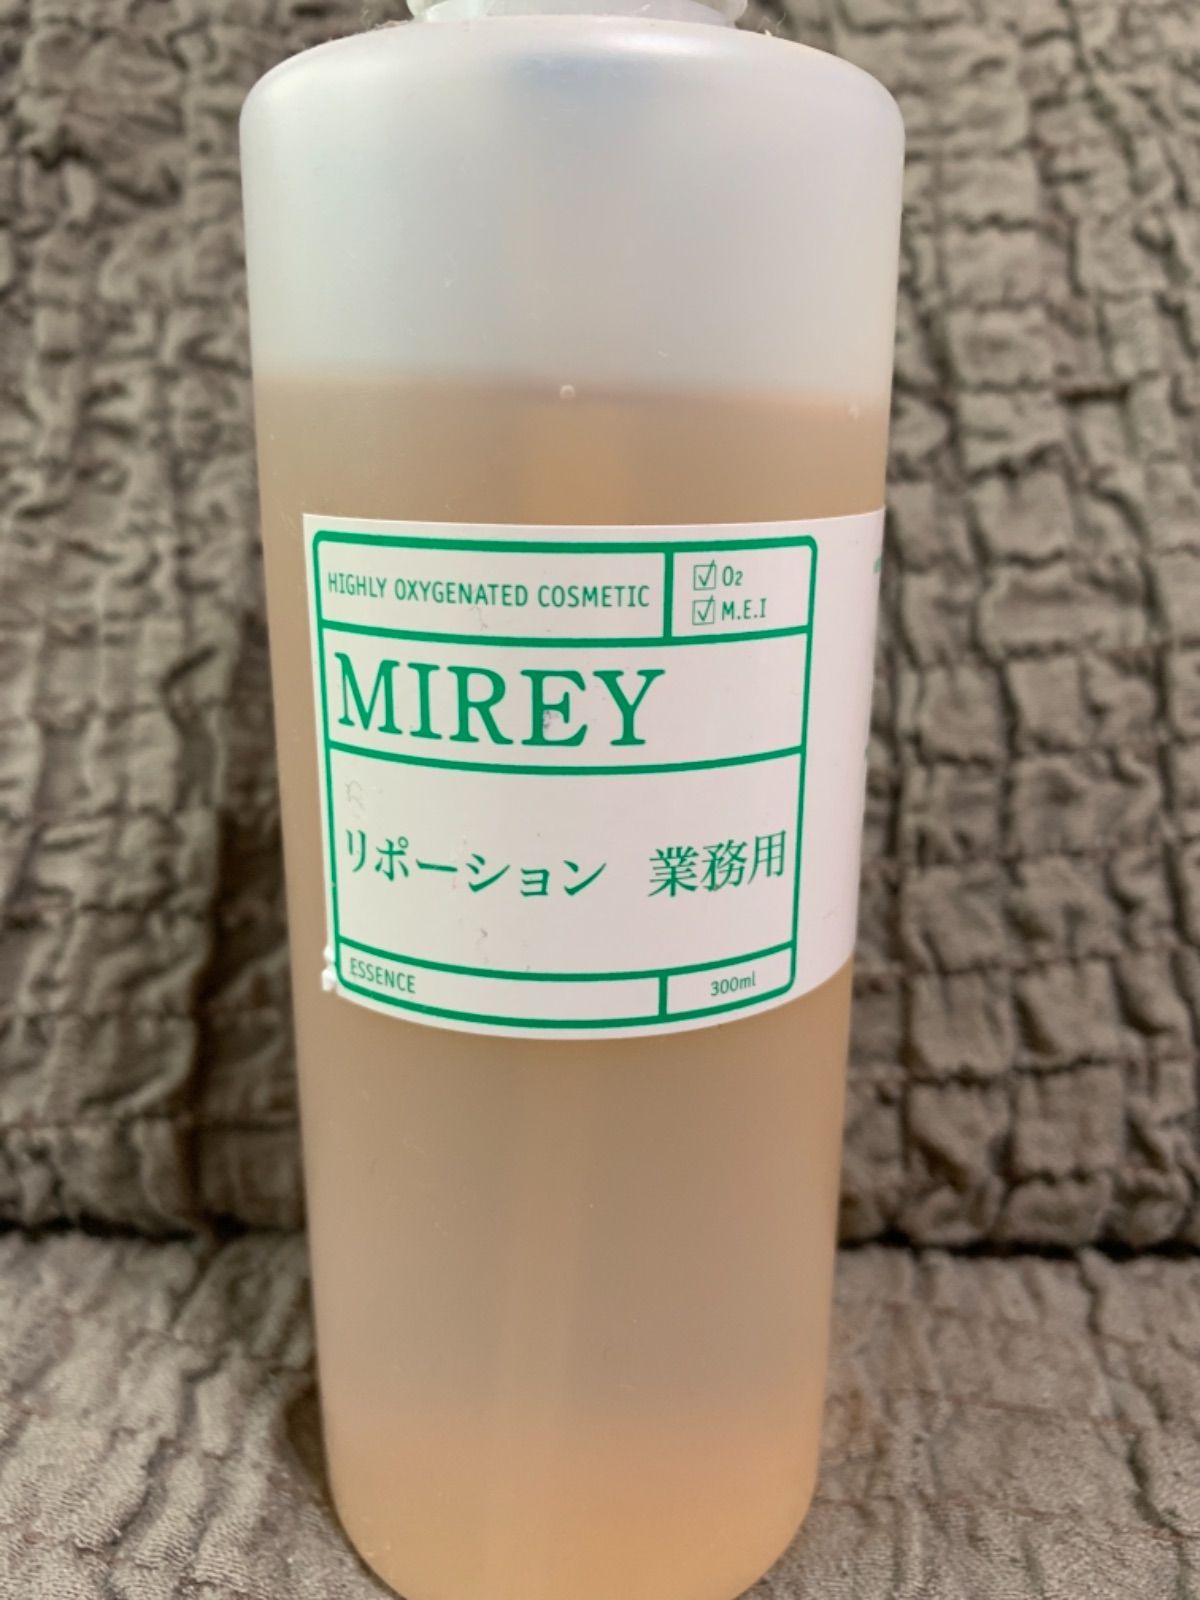 HIGHLY OXYGENATED COSMETIC
☑ O2
☑ M.E.I
MIREY
リポーション 業務用
ESSENCE
300ml